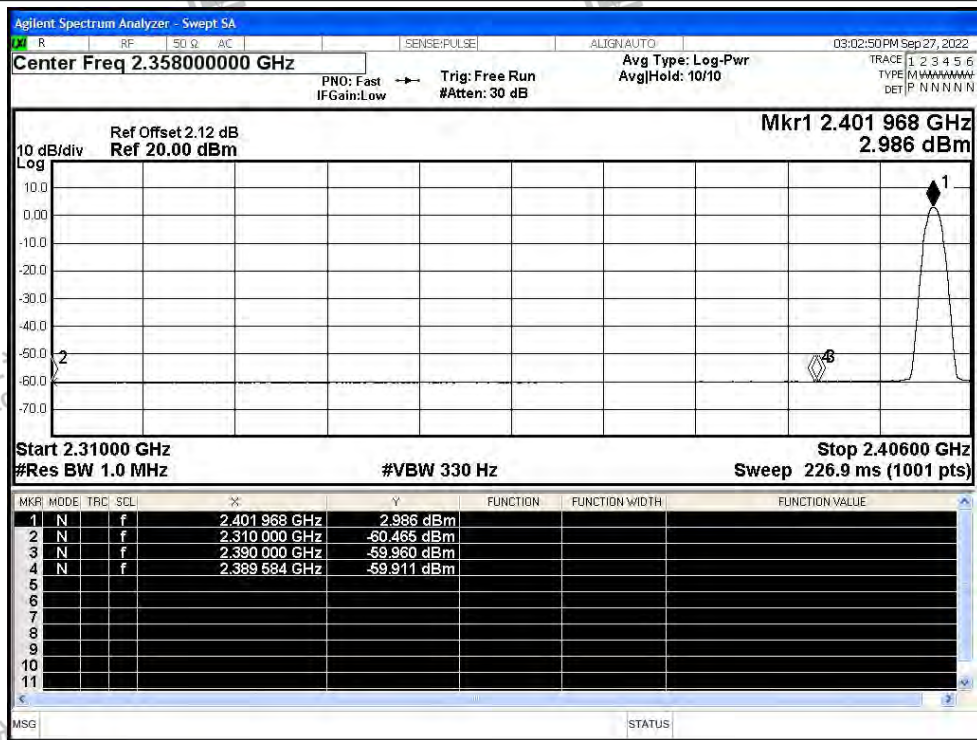 Agilent Spectrum Analyzer - Swept SA
R RF 50 Ω AC SENSE:PULSE ALIGN AUTO 03:02:50 PM Sep 27, 2022
Center Freq 2.358000000 GHz
PNO: Fast
IFGain:Low
Trig: Free Run
#Atten: 30 dB
Avg Type: Log-Pwr
Avg|Hold: 10/10
TRACE 1 2 3 4 5 6
TYPE M WWWWW
DET P N N N N N
Mkr1 2.401 968 GHz
2.986 dBm
Ref Offset 2.12 dB
10 dB/div Ref 20.00 dBm
Log
10.0
0.00
-10.0
-20.0
-30.0
-40.0
-50.0
-60.0
-70.0
1
2
43
Start 2.31000 GHz Stop 2.40600 GHz
#Res BW 1.0 MHz #VBW 330 Hz Sweep 226.9 ms (1001 pts)
MKR MODE TRC SCL X Y FUNCTION FUNCTION WIDTH FUNCTION VALUE
1 N f 2.401 968 GHz 2.986 dBm
2 N f 2.310 000 GHz -60.465 dBm
3 N f 2.390 000 GHz -59.960 dBm
4 N f 2.389 584 GHz -59.911 dBm
5
6
7
8
9
10
11
MSG STATUS